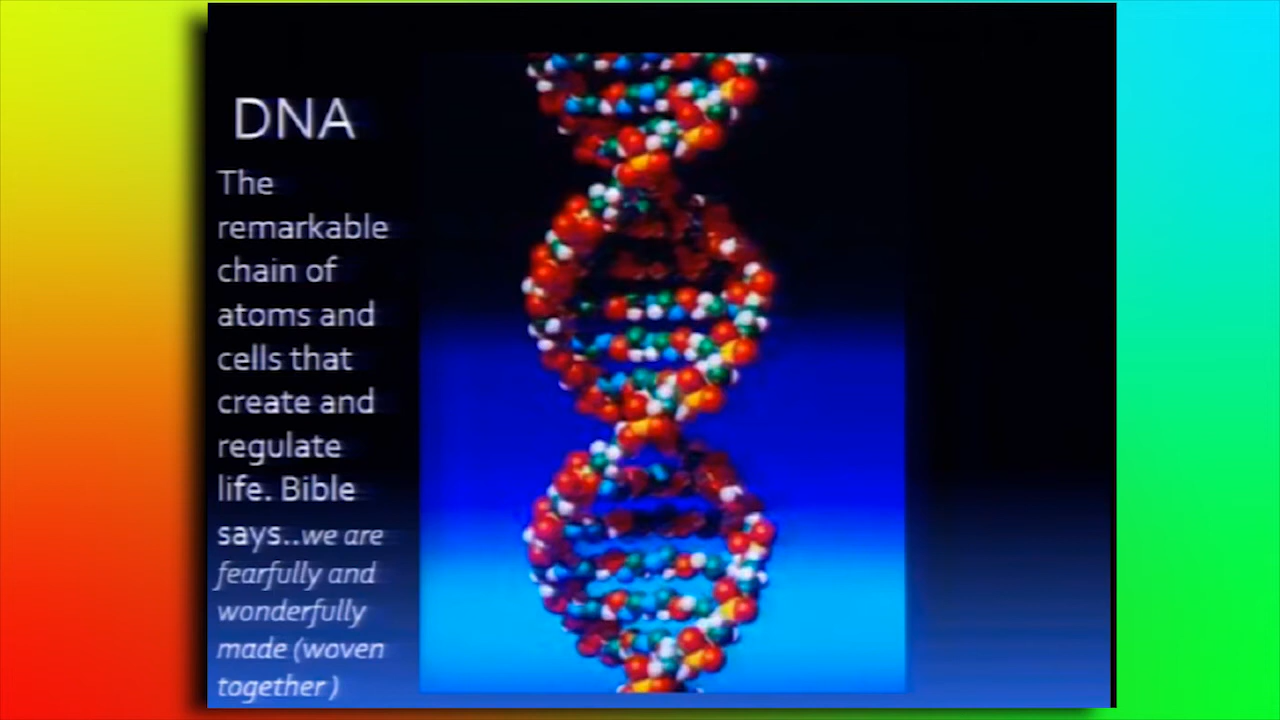 DNA
The
remarkable
chain of
atoms and
cells that
create and
regulate
life. Bible
says..we are
fearfully and
wonderfully
made (woven
together )